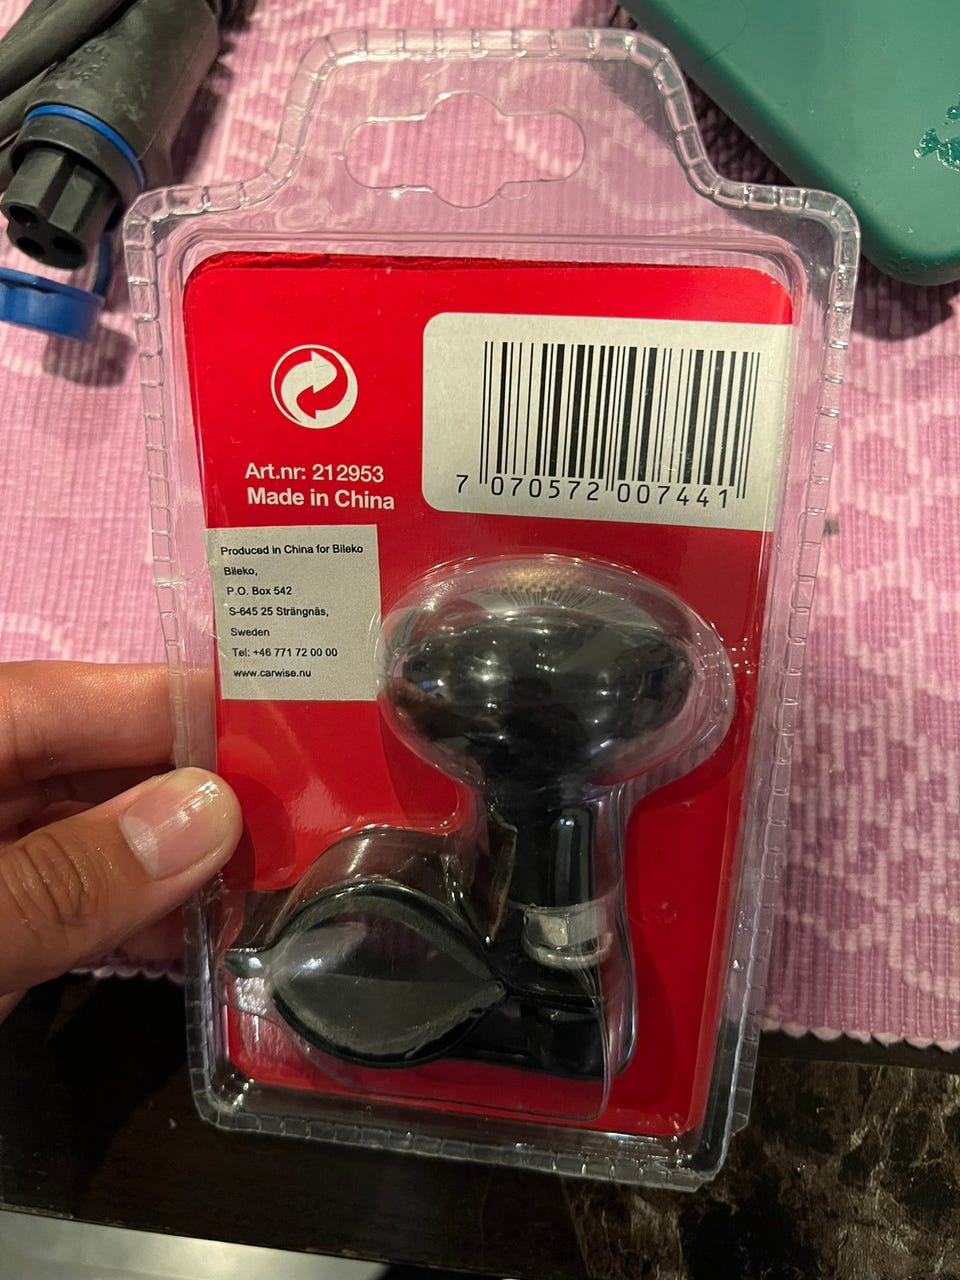 Art.nr: 212953
Made in China
7 070572 007441
Produced in China for Bileko
Bileko,
P.O. Box 542
S-645 25 Strängnäs,
Sweden
Tel: +46 771 72 00 00
www.carwise.nu